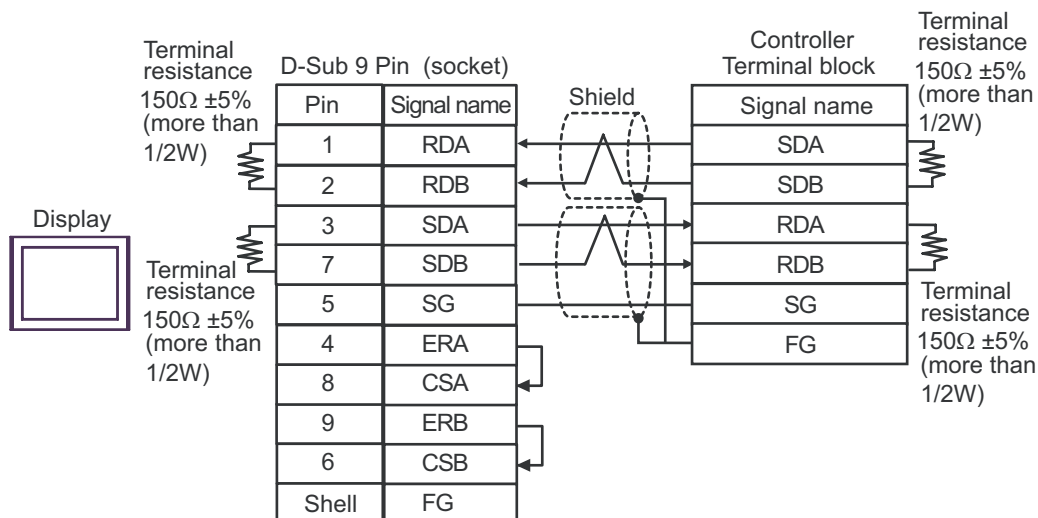 Terminal
resistance
150Ω ±5%
(more than
1/2W)
D-Sub 9 Pin (socket)
Pin Signal name
1 RDA
2 RDB
3 SDA
7 SDB
5 SG
4 ERA
8 CSA
9 ERB
6 CSB
Shell FG
Display
Terminal
resistance
150Ω ±5%
(more than
1/2W)
Shield
Controller
Terminal block
Signal name
SDA
SDB
RDA
RDB
SG
FG
Terminal
resistance
150Ω ±5%
(more than
1/2W)
Terminal
resistance
150Ω ±5%
(more than
1/2W)